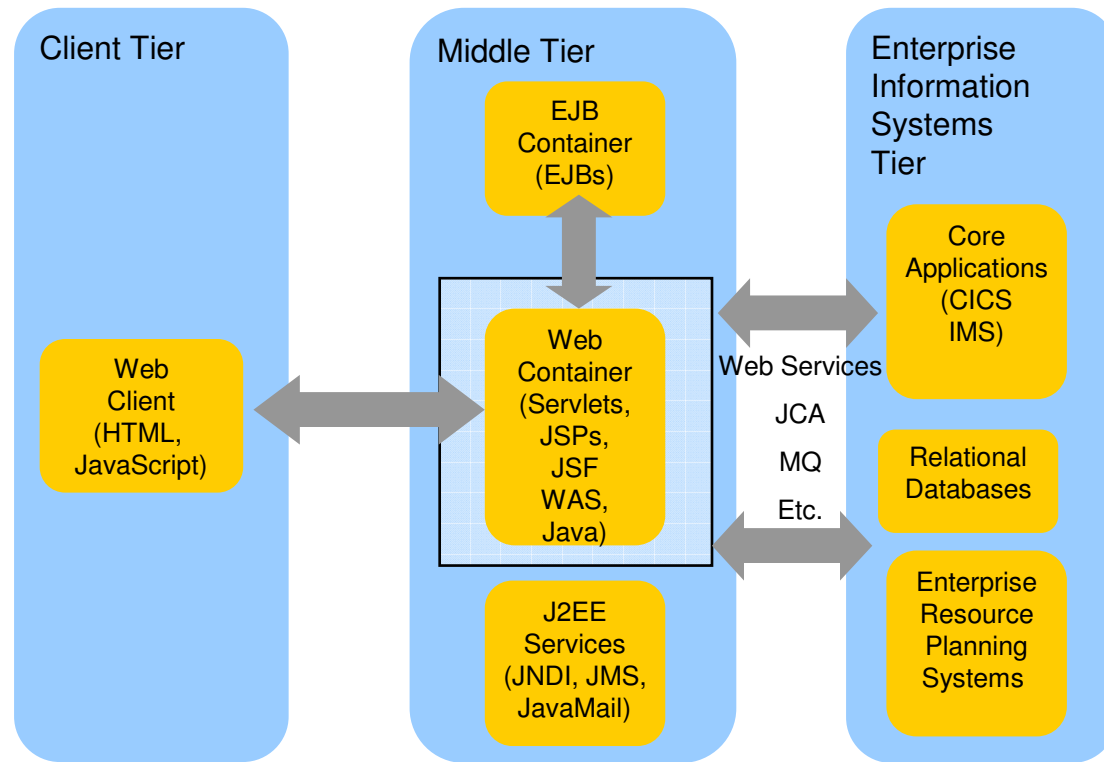 Client Tier
Web
Client
(HTML,
JavaScript)
Middle Tier
EJB
Container
(EJBs)
Web
Container
(Servlets,
JSPs,
JSF
WAS,
Java)
J2EE
Services
(JNDI, JMS,
JavaMail)
Web Services
JCA
MQ
Etc.
Enterprise
Information
Systems
Tier
Core
Applications
(CICS
IMS)
Relational
Databases
Enterprise
Resource
Planning
Systems